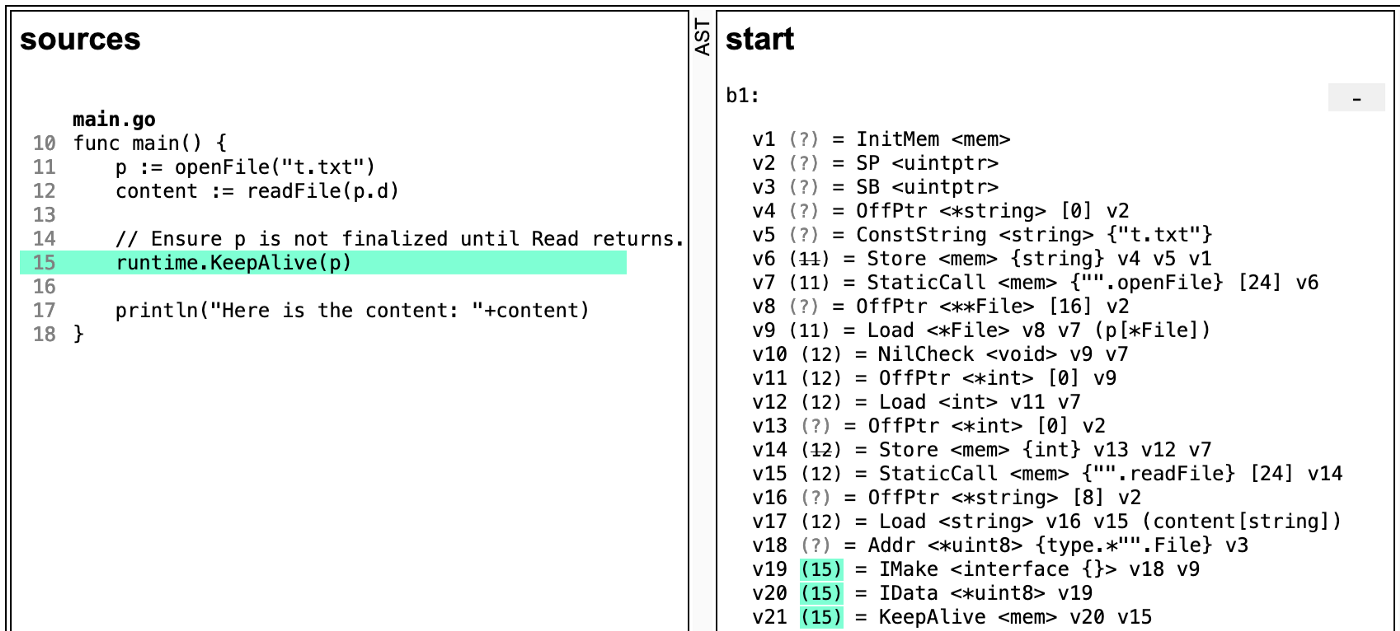 sources
main.go
10 func main() {
11 p := openFile("t.txt")
12 content := readFile(p.d)
13
14 // Ensure p is not finalized until Read returns.
15 runtime.KeepAlive(p)
16
17 println("Here is the content: "+content)
18 }
AST
start
b1:
-
v1 (?) = InitMem <mem>
v2 (?) = SP <uintptr>
v3 (?) = SB <uintptr>
v4 (?) = OffPtr <*string> [0] v2
v5 (?) = ConstString <string> {"t.txt"}
v6 (11) = Store <mem> {string} v4 v5 v1
v7 (11) = StaticCall <mem> {"".openFile} [24] v6
v8 (?) = OffPtr <**File> [16] v2
v9 (11) = Load <*File> v8 v7 (p[*File])
v10 (12) = NilCheck <void> v9 v7
v11 (12) = OffPtr <*int> [0] v9
v12 (12) = Load <int> v11 v7
v13 (?) = OffPtr <*int> [0] v2
v14 (12) = Store <mem> {int} v13 v12 v7
v15 (12) = StaticCall <mem> {"".readFile} [24] v14
v16 (?) = OffPtr <*string> [8] v2
v17 (12) = Load <string> v16 v15 (content[string])
v18 (?) = Addr <*uint8> {type.*"".File} v3
v19 (15) = IMake <interface {}> v18 v9
v20 (15) = IData <*uint8> v19
v21 (15) = KeepAlive <mem> v20 v15